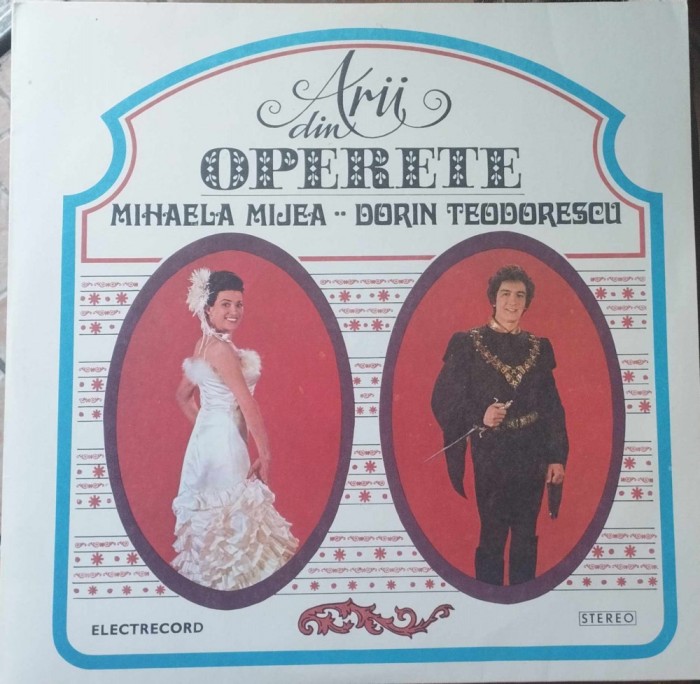 Arii
din
OPERETE
MIHAELA MIJEA •• DORIN TEODORESCU
ELECTRECORD
STEREO